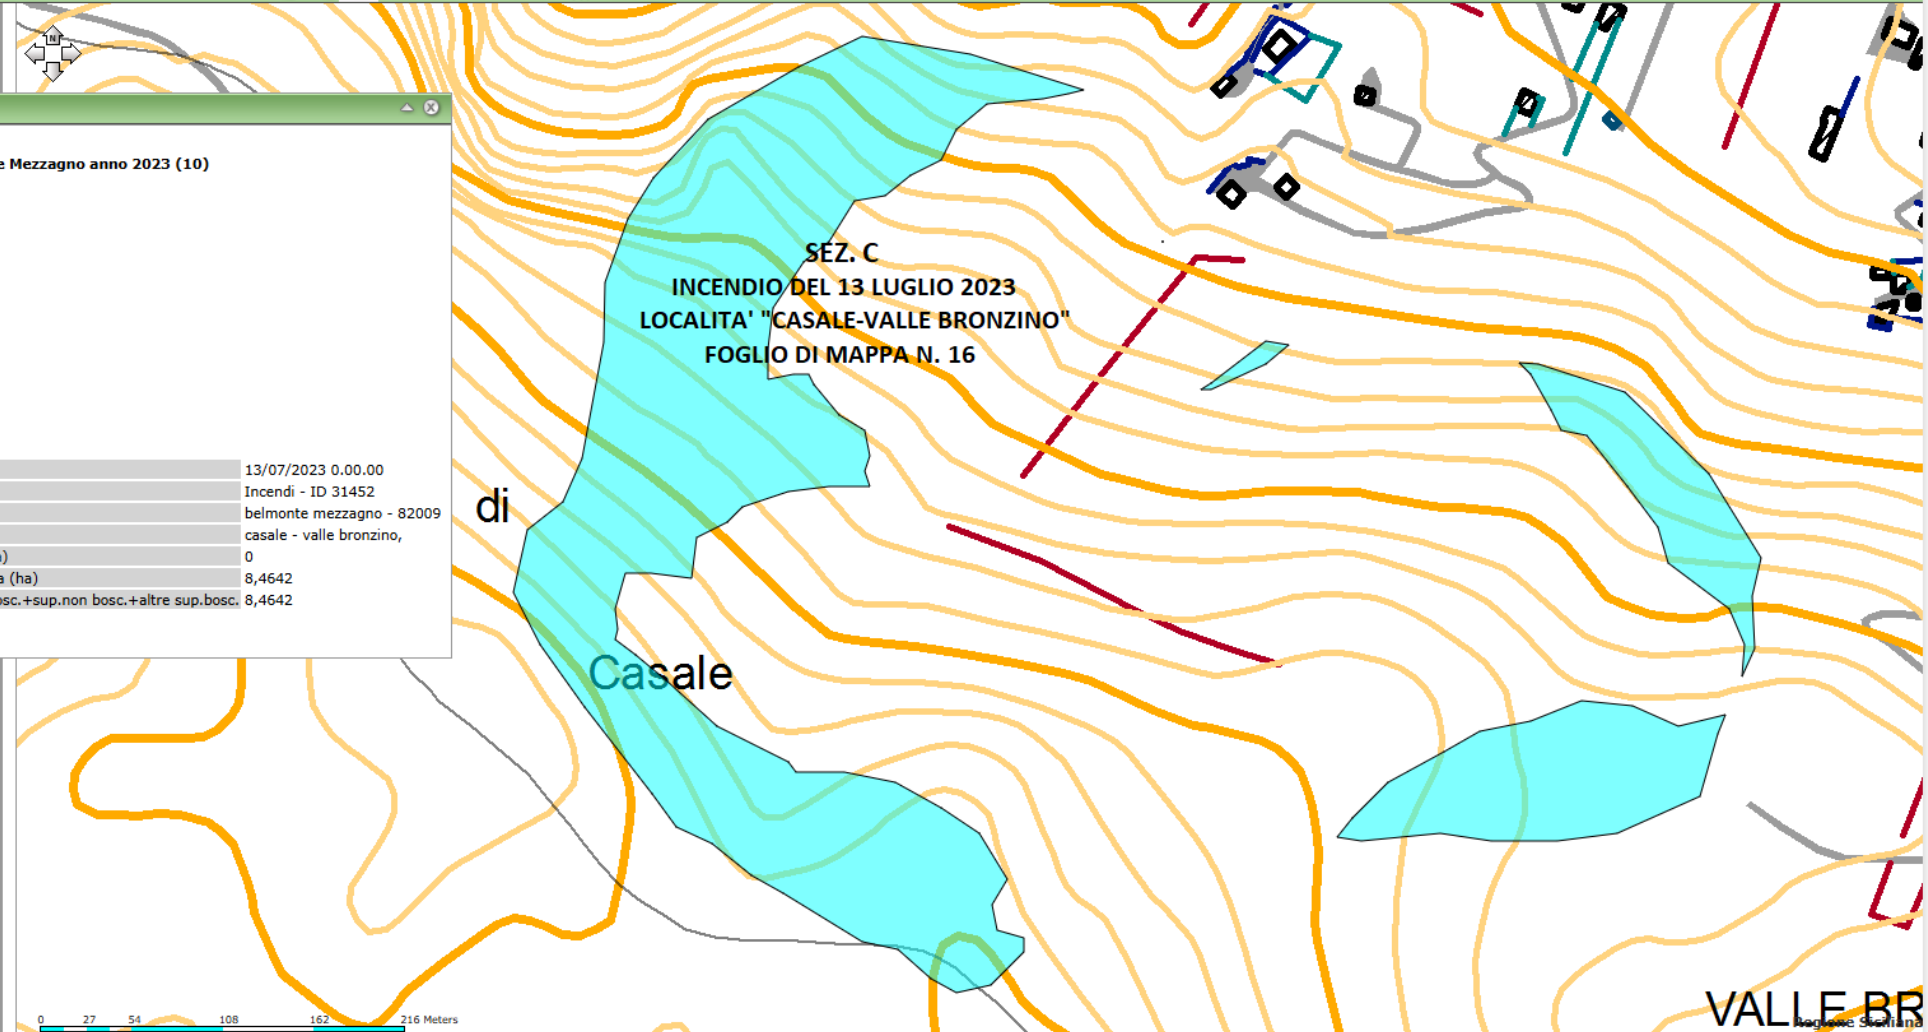 N
e Mezzagno anno 2023 (10)
13/07/2023 0.00.00
Incendi - ID 31452
belmonte mezzagno - 82009
casale - valle bronzino,
) 0
a (ha) 8,4642
osc.+sup.non bosc.+altre sup.bosc. 8,4642
SEZ. C
INCENDIO DEL 13 LUGLIO 2023
LOCALITA' "CASALE-VALLE BRONZINO"
FOGLIO DI MAPPA N. 16
di
Casale
VALLE BR
Regione Siciliana
0 27 54 108 162 216 Meters